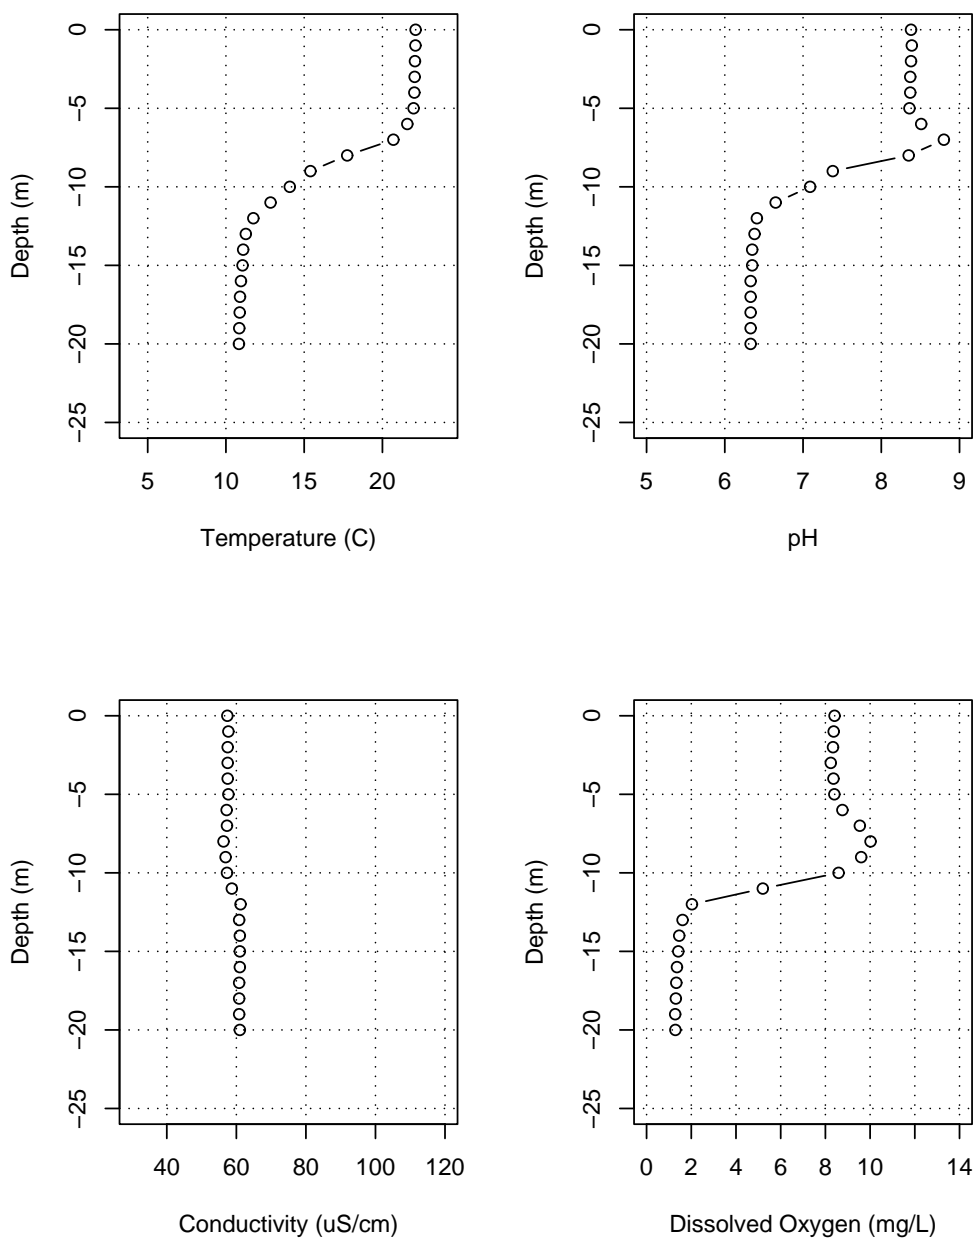 0
−5
−10
−15
−20
−25
Depth (m)
5 10 15 20
Temperature (C)
0
−5
−10
−15
−20
−25
Depth (m)
5 6 7 8 9
pH
0
−5
−10
−15
−20
−25
Depth (m)
40 60 80 100 120
Conductivity (uS/cm)
0
−5
−10
−15
−20
−25
Depth (m)
0 2 4 6 8 10 14
Dissolved Oxygen (mg/L)